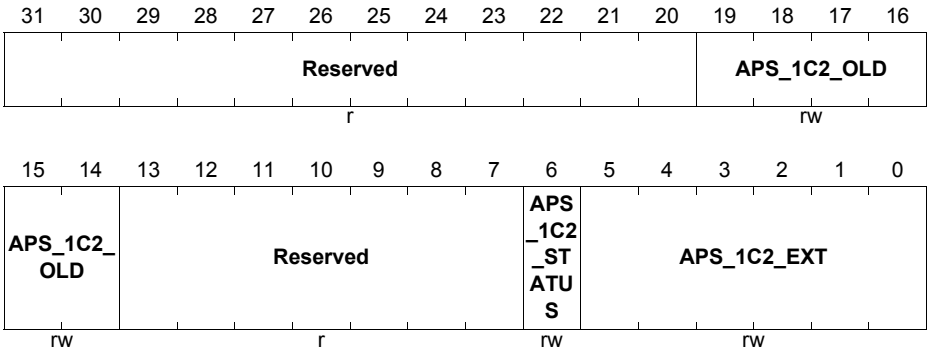 31 30 29 28 27 26 25 24 23 22 21 20 19 18 17 16
Reserved APS_1C2_OLD
r rw
15 14 13 12 11 10 9 8 7 6 5 4 3 2 1 0
APS_1C2_
OLD
Reserved
APS
_1C2
_ST
ATU
S
APS_1C2_EXT
rw r rw rw